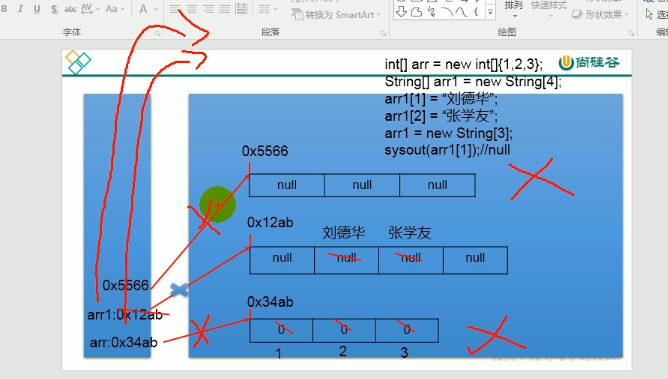 B I U S abc AV Aa A
排列
快速样式
形状效果
转换为 SmartArt
字体
段落
绘图
int[] arr = new int[]{1,2,3};
尚硅谷
String[] arr1 = new String[4];
arr1[1] = “刘德华”;
arr1[2] = “张学友”;
arr1 = new String[3];
sysout(arr1[1]);//null
0x5566
null null null
0x12ab
刘德华 张学友
null null null null
0x5566
arr1:0x12ab
0x34ab
arr:0x34ab
0 0 0
1 2 3